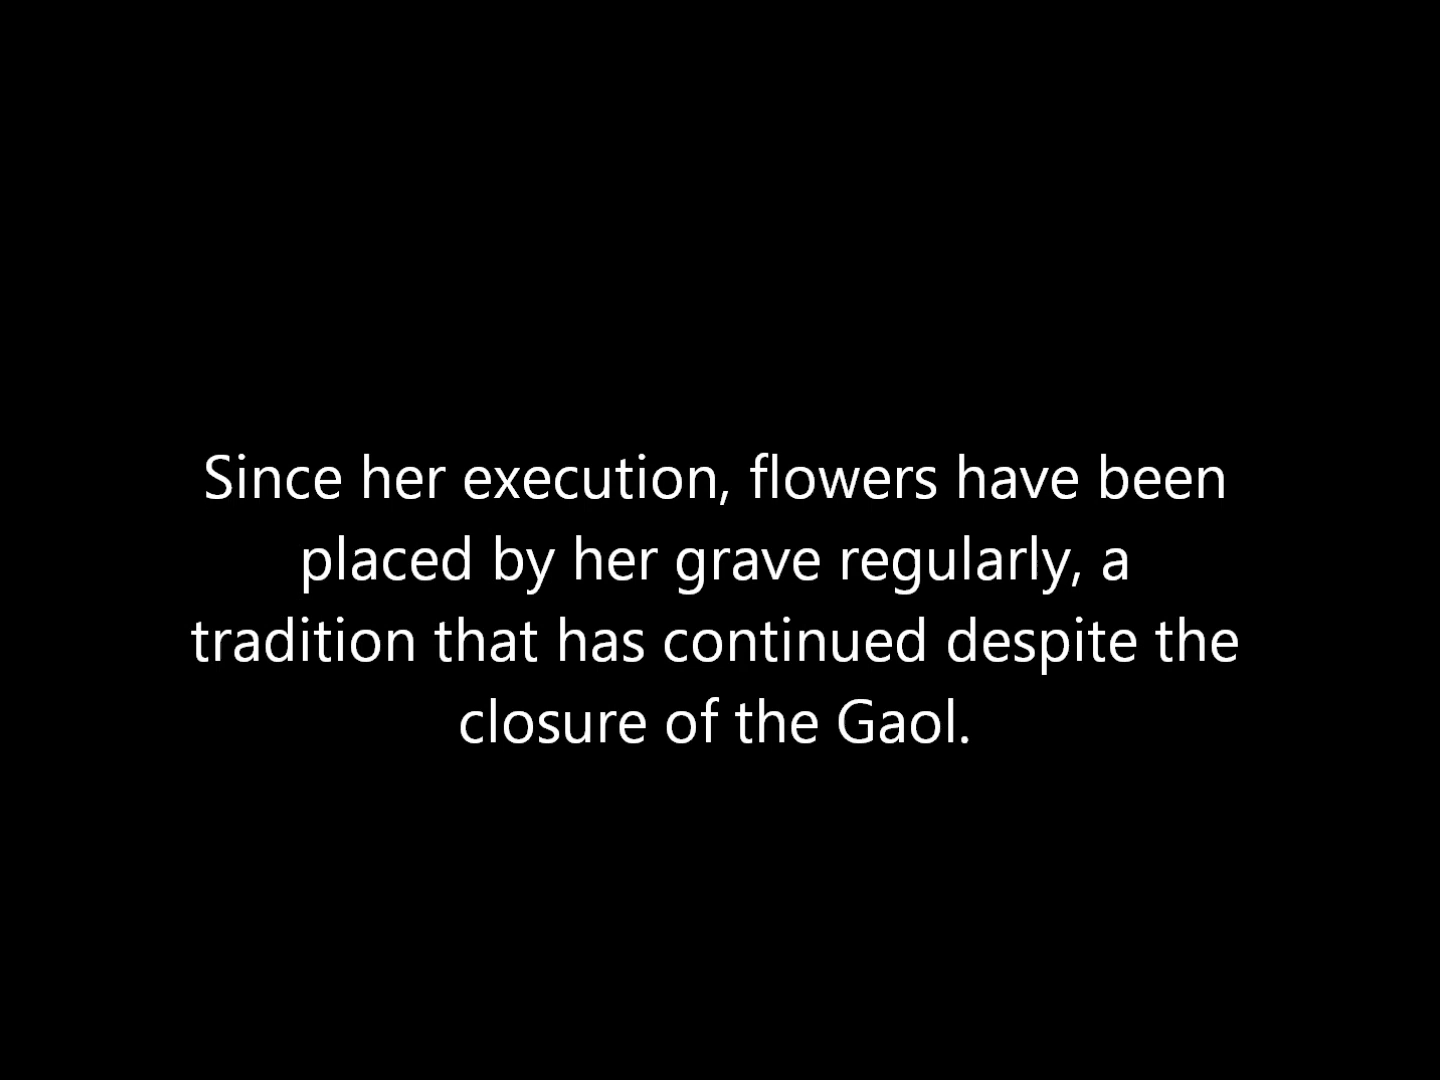 Since her execution, flowers have been
placed by her grave regularly, a
tradition that has continued despite the
closure of the Gaol.